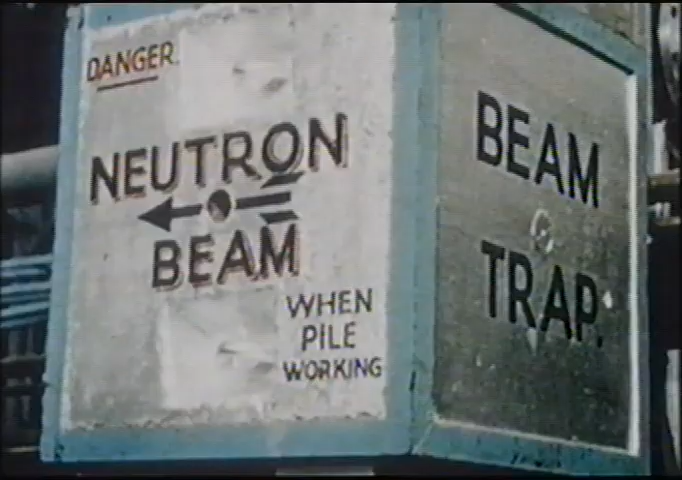 DANGER.
NEUTRON
BEAM
WHEN
PILE
WORKING
BEAM
TRAP.